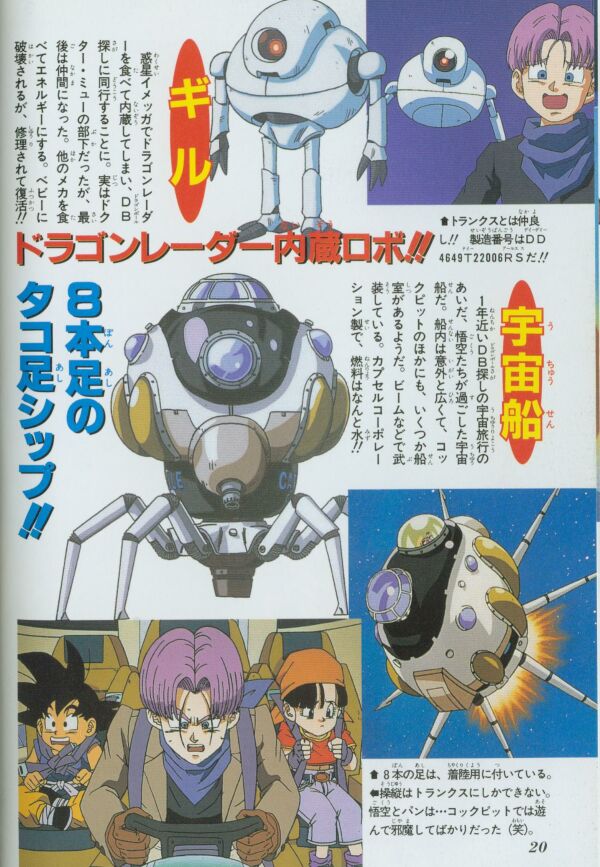 ギル
惑星イメッガでドラゴンレーダ
ーを食べて内蔵してしまい、DB
探しに同行することに。実はドク
ター・ミューの部下だったが、最
後は仲間になった。他のメカを食
べてエネルギーにする。ベビーに
破壊されるが、修理されて復活!!
⬆トランクスとは仲良
し!! 製造番号はDD
4649T22006RSだ!!
ドラゴンレーダー内蔵ロボ!!
宇宙船
1年近いDB探しの宇宙旅行の
あいだ、悟空たちが過ごした宇宙
船だ。船内は意外と広くて、コッ
クピットのほかにも、いくつか船
室があるようだ。ビームなどで武
装している。カプセルコーポレー
ション製で、燃料はなんと水!!
8本足の
タコ足シップ!!
⬆8本の足は、着陸用に付いている。
⬅操縦はトランクスにしかできない。
悟空とパンは…コックピットでは遊
んで邪魔してばかりだった(笑)。
20